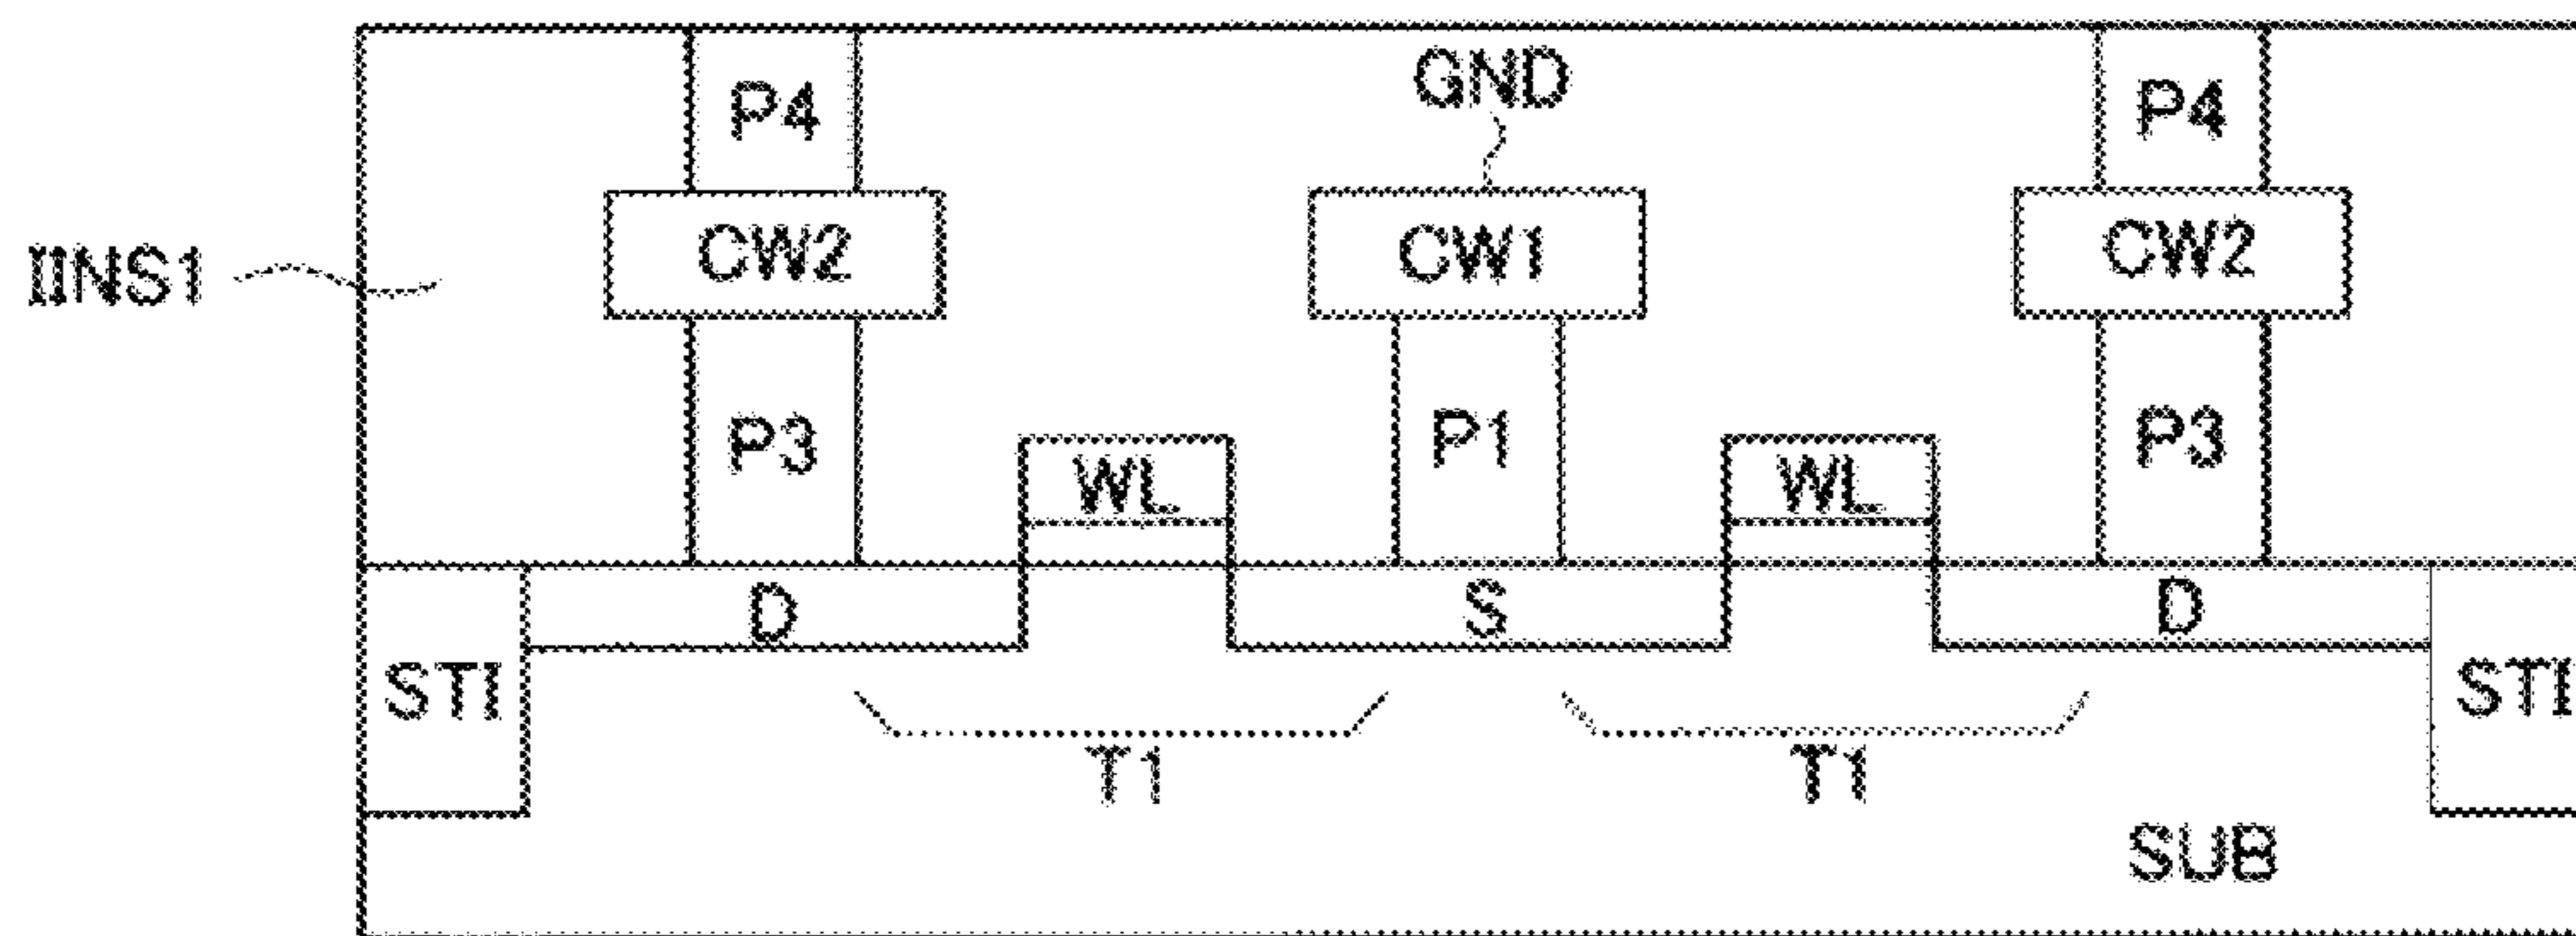 GND
P4 P4
CW2 CW1 CW2
IINS1
P3 P1 P3
WL WL
D S D
STI STI
T1 T1
SUB